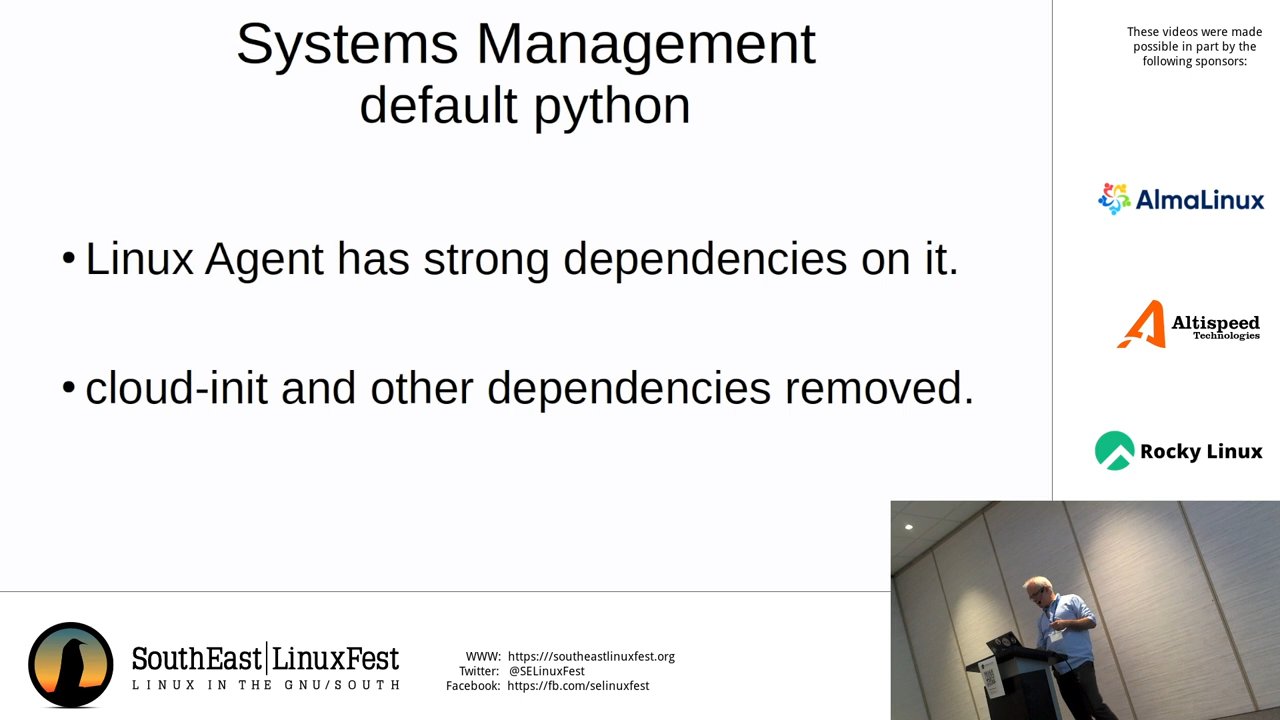 Systems Management
default python
• Linux Agent has strong dependencies on it.
• cloud-init and other dependencies removed.
These videos were made
possible in part by the
following sponsors:
AlmaLinux
Altispeed
Technologies
Rocky Linux
SouthEast|LinuxFest
LINUX IN THE GNU/SOUTH
WWW: https://southeastlinuxfest.org
Twitter: @SELinuxFest
Facebook: https://fb.com/selinuxfest